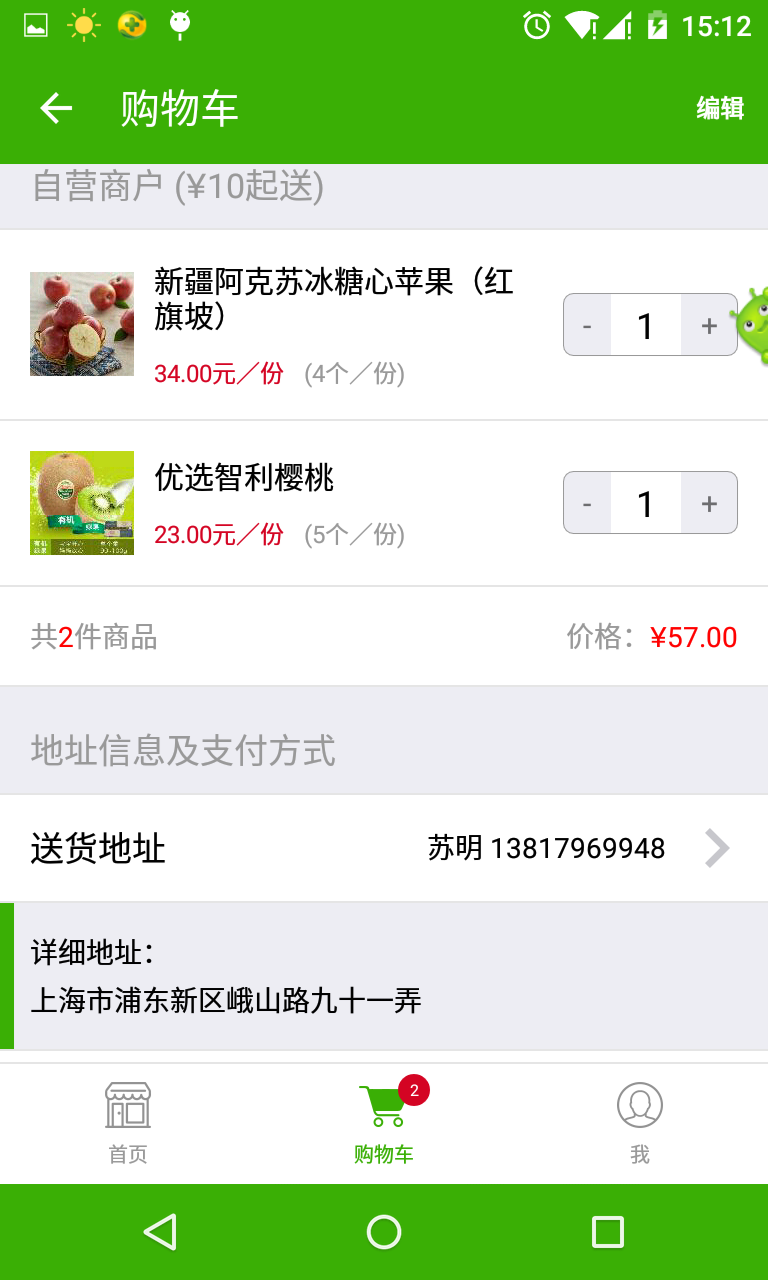 15:12
购物车
编辑
自营商户 (¥10起送)
新疆阿克苏冰糖心苹果（红
旗坡）
- 1 +
34.00元／份 (4个／份)
优选智利樱桃
- 1 +
23.00元／份 (5个／份)
有机
绿果
共2件商品
价格：¥57.00
地址信息及支付方式
送货地址
苏明 13817969948
详细地址：
上海市浦东新区峨山路九十一弄
2
首页
购物车
我